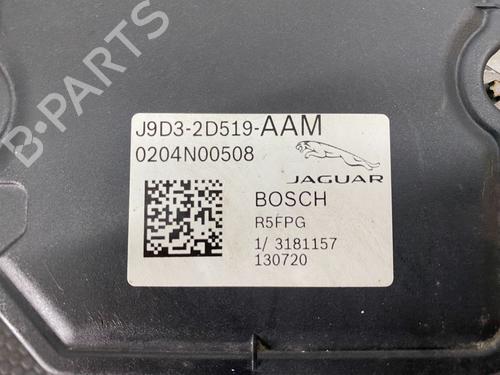 B-PARTS
J9D3-2D519-AAM
0204N00508
JAGUAR
BOSCH
R5FPG
1/ 3181157
130720